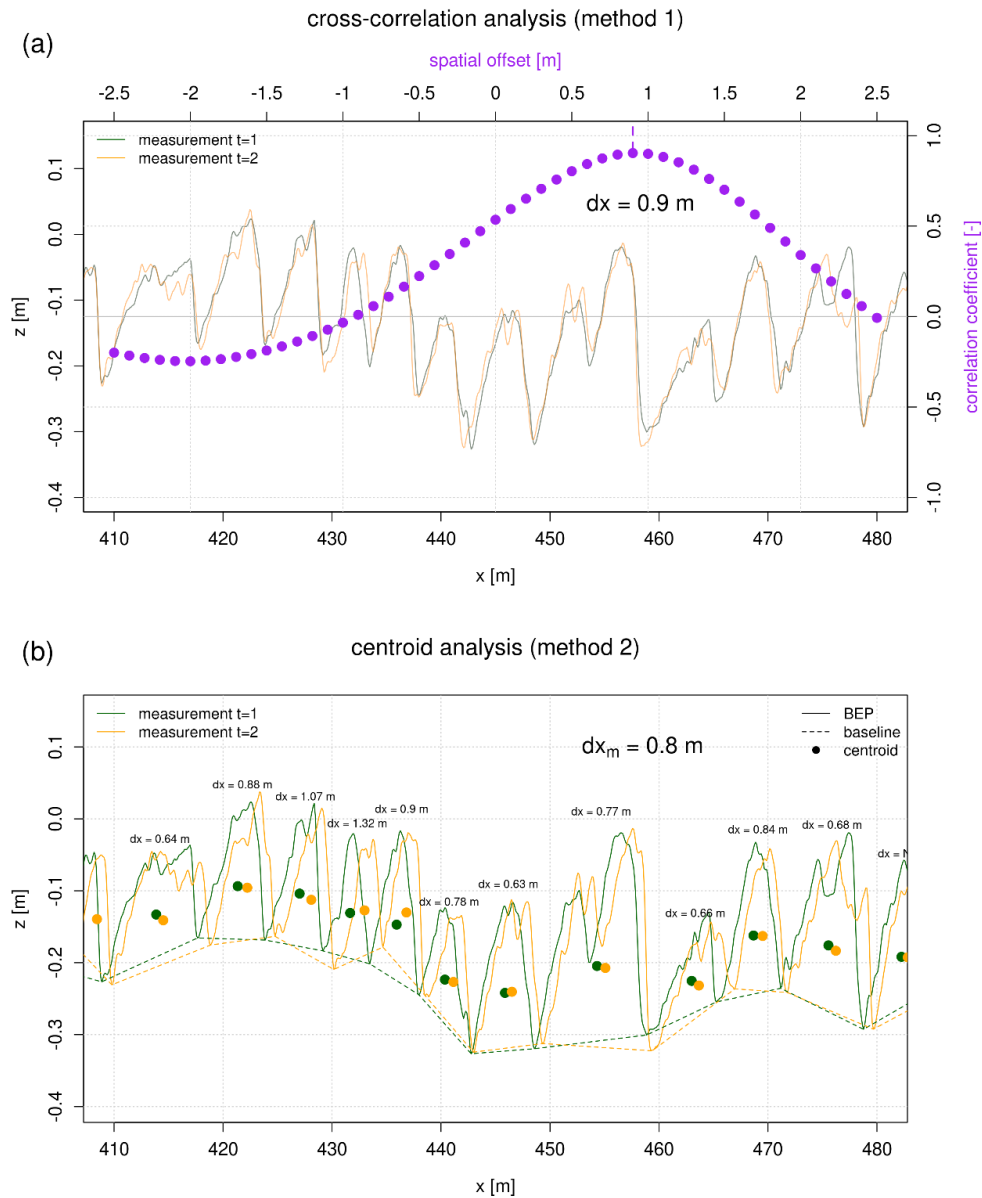 cross-correlation analysis (method 1)
(a)
spatial offset [m]
-2.5 -2 -1.5 -1 -0.5 0 0.5 1 1.5 2 2.5
measurement t=1
measurement t=2
dx = 0.9 m
0.1
0.0
-0.1
-0.2
-0.3
-0.4
z [m]
1.0
0.5
0.0
-0.5
-1.0
correlation coefficient [-]
410 420 430 440 450 460 470 480
x [m]
(b)
centroid analysis (method 2)
measurement t=1
measurement t=2
BEP
baseline
centroid
dx_m = 0.8 m
dx = 0.64 m
dx = 0.88 m
dx = 1.07 m
dx = 1.32 m
dx = 0.9 m
dx = 0.78 m
dx = 0.63 m
dx = 0.77 m
dx = 0.66 m
dx = 0.84 m
dx = 0.68 m
dx = N
0.1
0.0
-0.1
-0.2
-0.3
-0.4
z [m]
410 420 430 440 450 460 470 480
x [m]